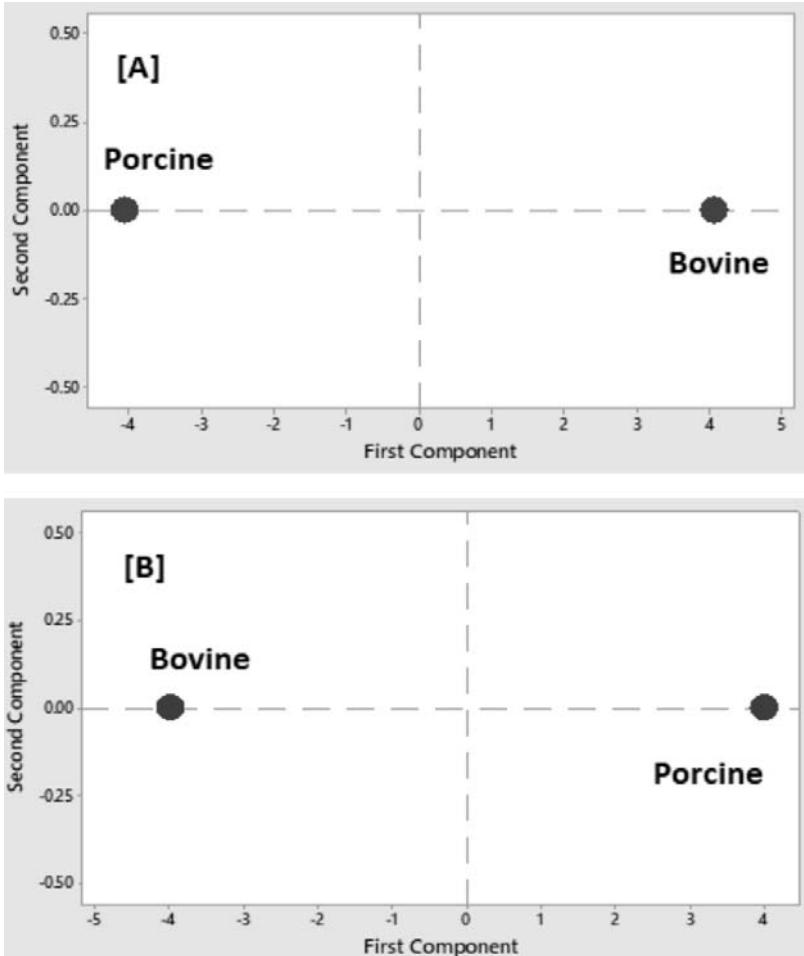 [A]
0.50
0.25
0.00
-0.25
-0.50
Second Component
Porcine
Bovine
-4 -3 -2 -1 0 1 2 3 4 5
First Component
[B]
0.50
0.25
0.00
-0.25
-0.50
Second Component
Bovine
Porcine
-5 -4 -3 -2 -1 0 1 2 3 4
First Component